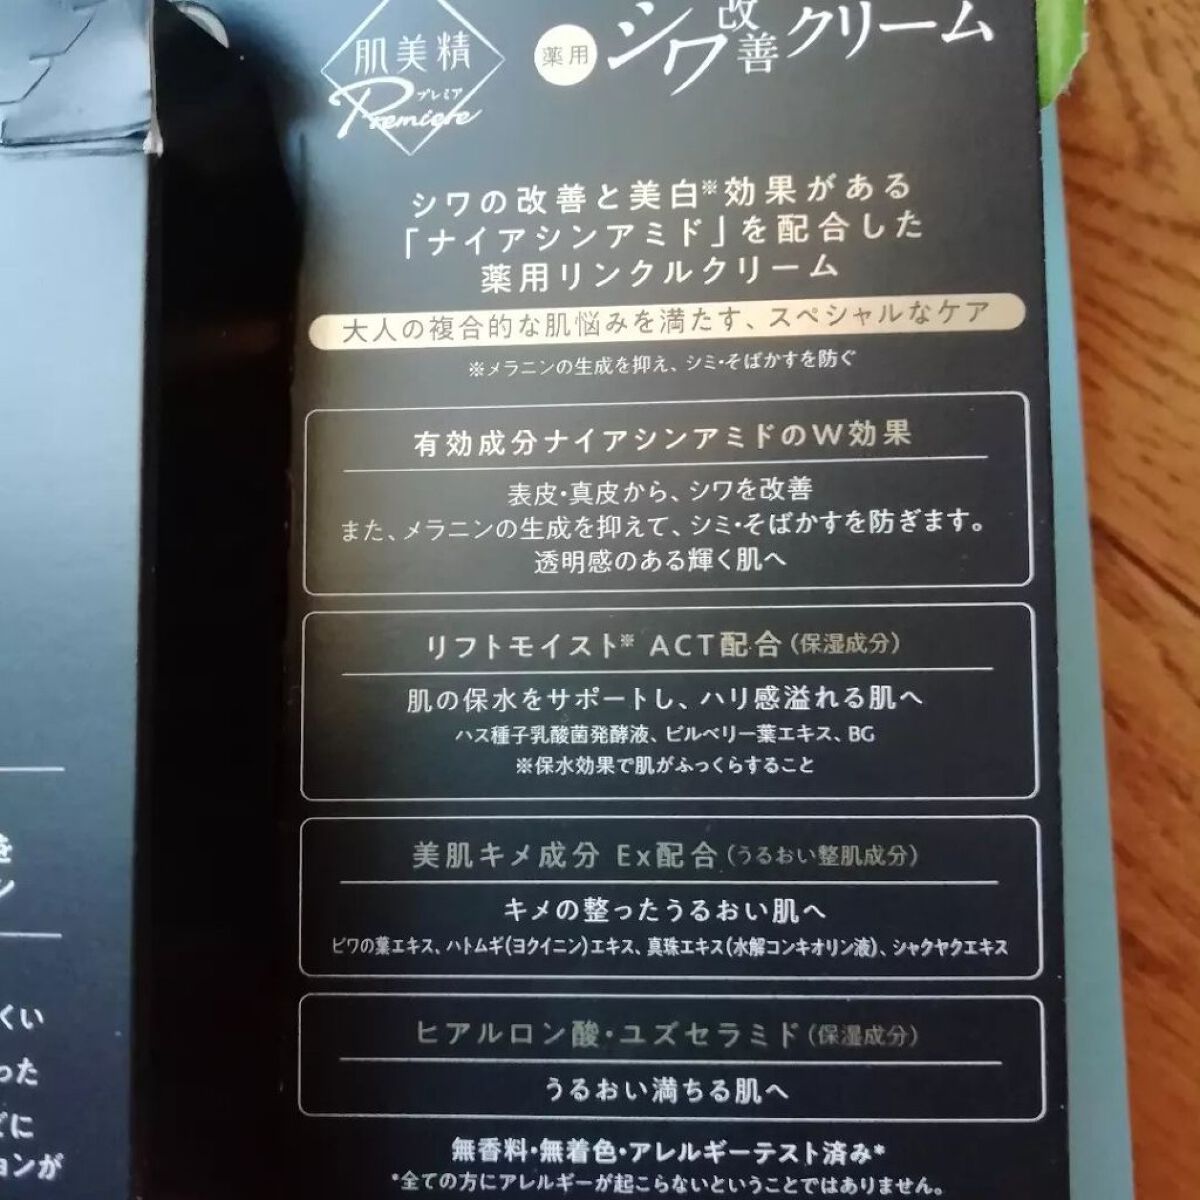 肌美精
プレミア
Premiere
薬用 シワ改善クリーム
シワの改善と美白※効果がある
「ナイアシンアミド」を配合した
薬用リンクルクリーム
大人の複合的な肌悩みを満たす、スペシャルなケア
※メラニンの生成を抑え、シミ・そばかすを防ぐ
有効成分ナイアシンアミドのW効果
表皮・真皮から、シワを改善
また、メラニンの生成を抑えて、シミ・そばかすを防ぎます。
透明感のある輝く肌へ
リフトモイスト※ ACT配合(保湿成分)
肌の保水をサポートし、ハリ感溢れる肌へ
ハス種子乳酸菌発酵液、ビルベリー葉エキス、BG
※保水効果で肌がふっくらすること
美肌キメ成分 Ex配合(うるおい整肌成分)
キメの整ったうるおい肌へ
ビワの葉エキス、ハトムギ(ヨクイニン)エキス、真珠エキス(水解コンキオリン液)、シャクヤクエキス
ヒアルロン酸・ユズセラミド(保湿成分)
うるおい満ちる肌へ
無香料・無着色・アレルギーテスト済み*
*全ての方にアレルギーが起こらないということではありません。
を
ン
くい
った
どに
ョンが